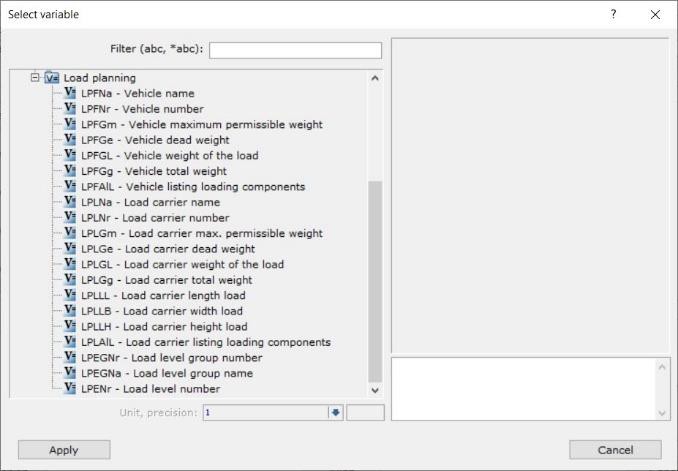 Select variable
Filter (abc, *abc):
Load planning
LPFNa - Vehicle name
LPFNr - Vehicle number
LPFGm - Vehicle maximum permissible weight
LPFGe - Vehicle dead weight
LPFGL - Vehicle weight of the load
LPFGg - Vehicle total weight
LPFAlL - Vehicle listing loading components
LPLNa - Load carrier name
LPLNr - Load carrier number
LPLGm - Load carrier max. permissible weight
LPLGe - Load carrier dead weight
LPLGL - Load carrier weight of the load
LPLGg - Load carrier total weight
LPLLL - Load carrier length load
LPLLB - Load carrier width load
LPLLH - Load carrier height load
LPLAlL - Load carrier listing loading components
LPEGNr - Load level group number
LPEGNa - Load level group name
LPENr - Load level number
Unit, precision: 1
Apply
Cancel